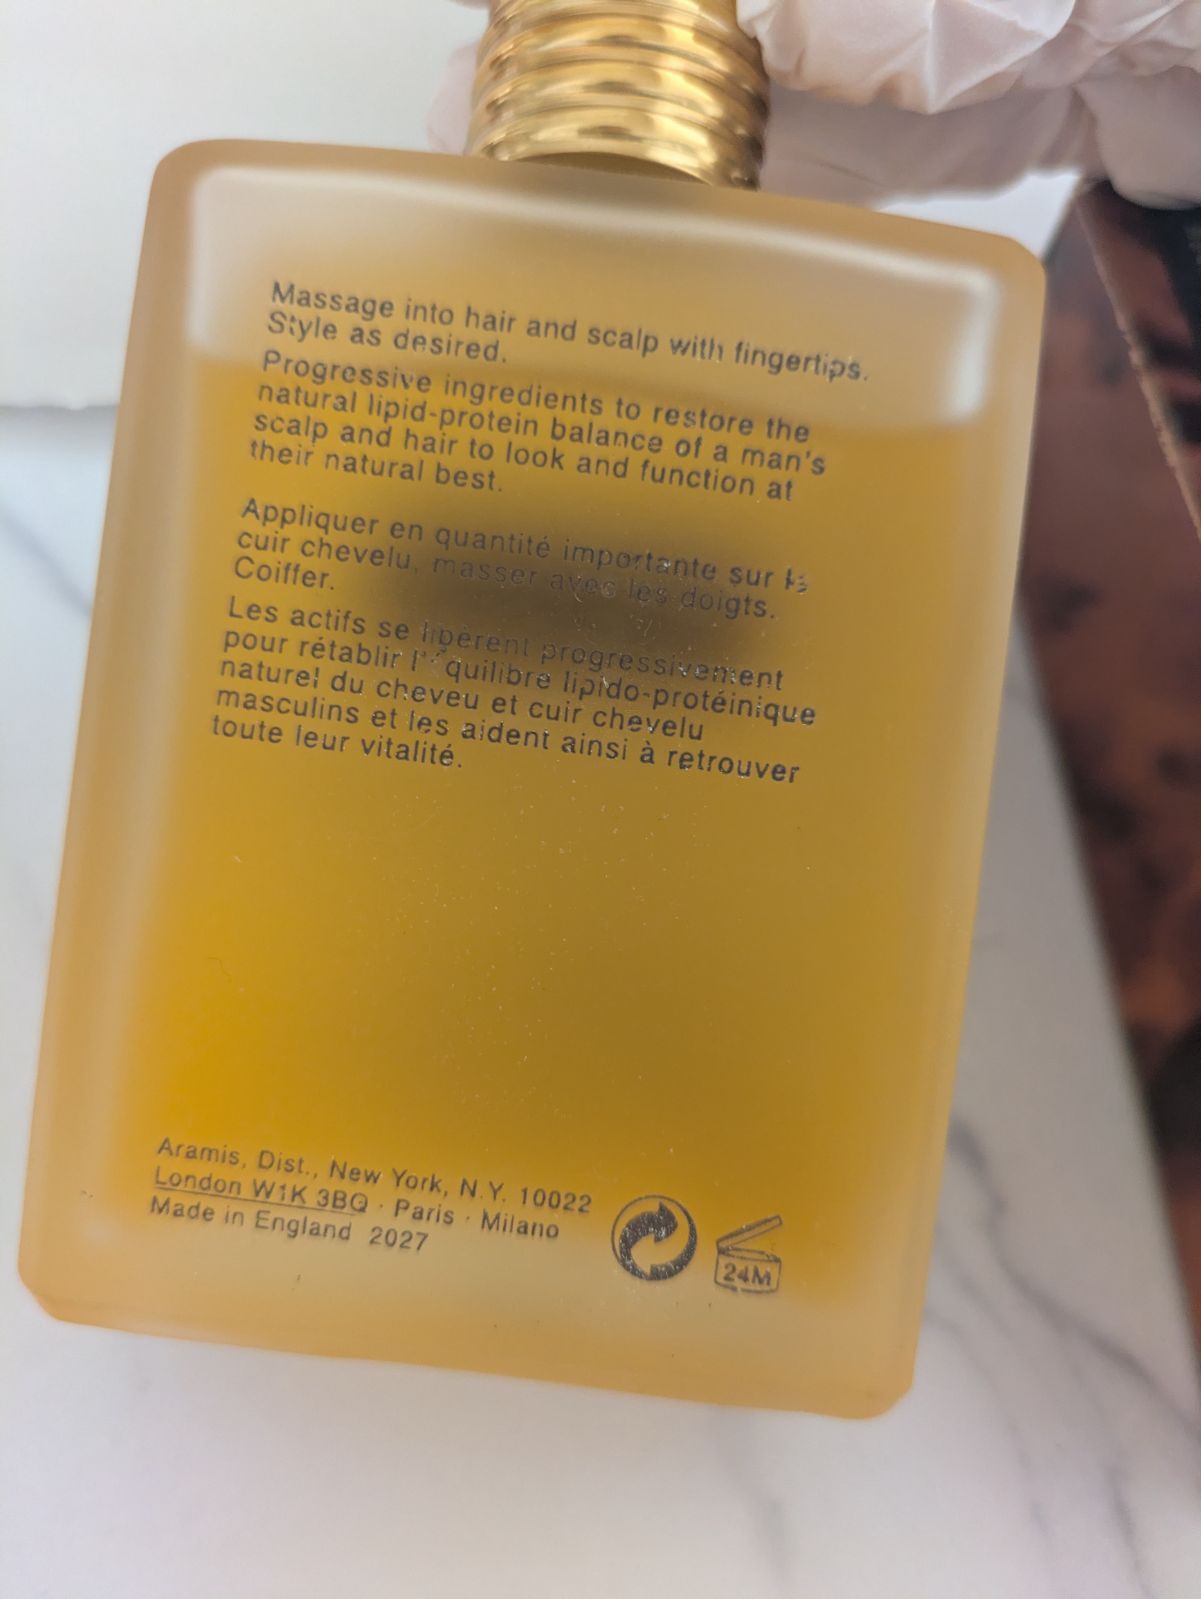 Massage into hair and scalp with fingertips.
Style as desired.
Progressive ingredients to restore the
natural lipid-protein balance of a man's
scalp and hair to look and function at
their natural best.
Appliquer en quantité importante sur le
cuir chevelu, masser avec les doigts.
Coiffer.
Les actifs se libèrent progressivement
pour rétablir l'équilibre lipido-protéinique
naturel du cheveu et cuir chevelu
masculins et les aident ainsi à retrouver
toute leur vitalité.
Aramis, Dist., New York, N.Y. 10022
London W1K 3BQ · Paris · Milano
Made in England 2027
24M